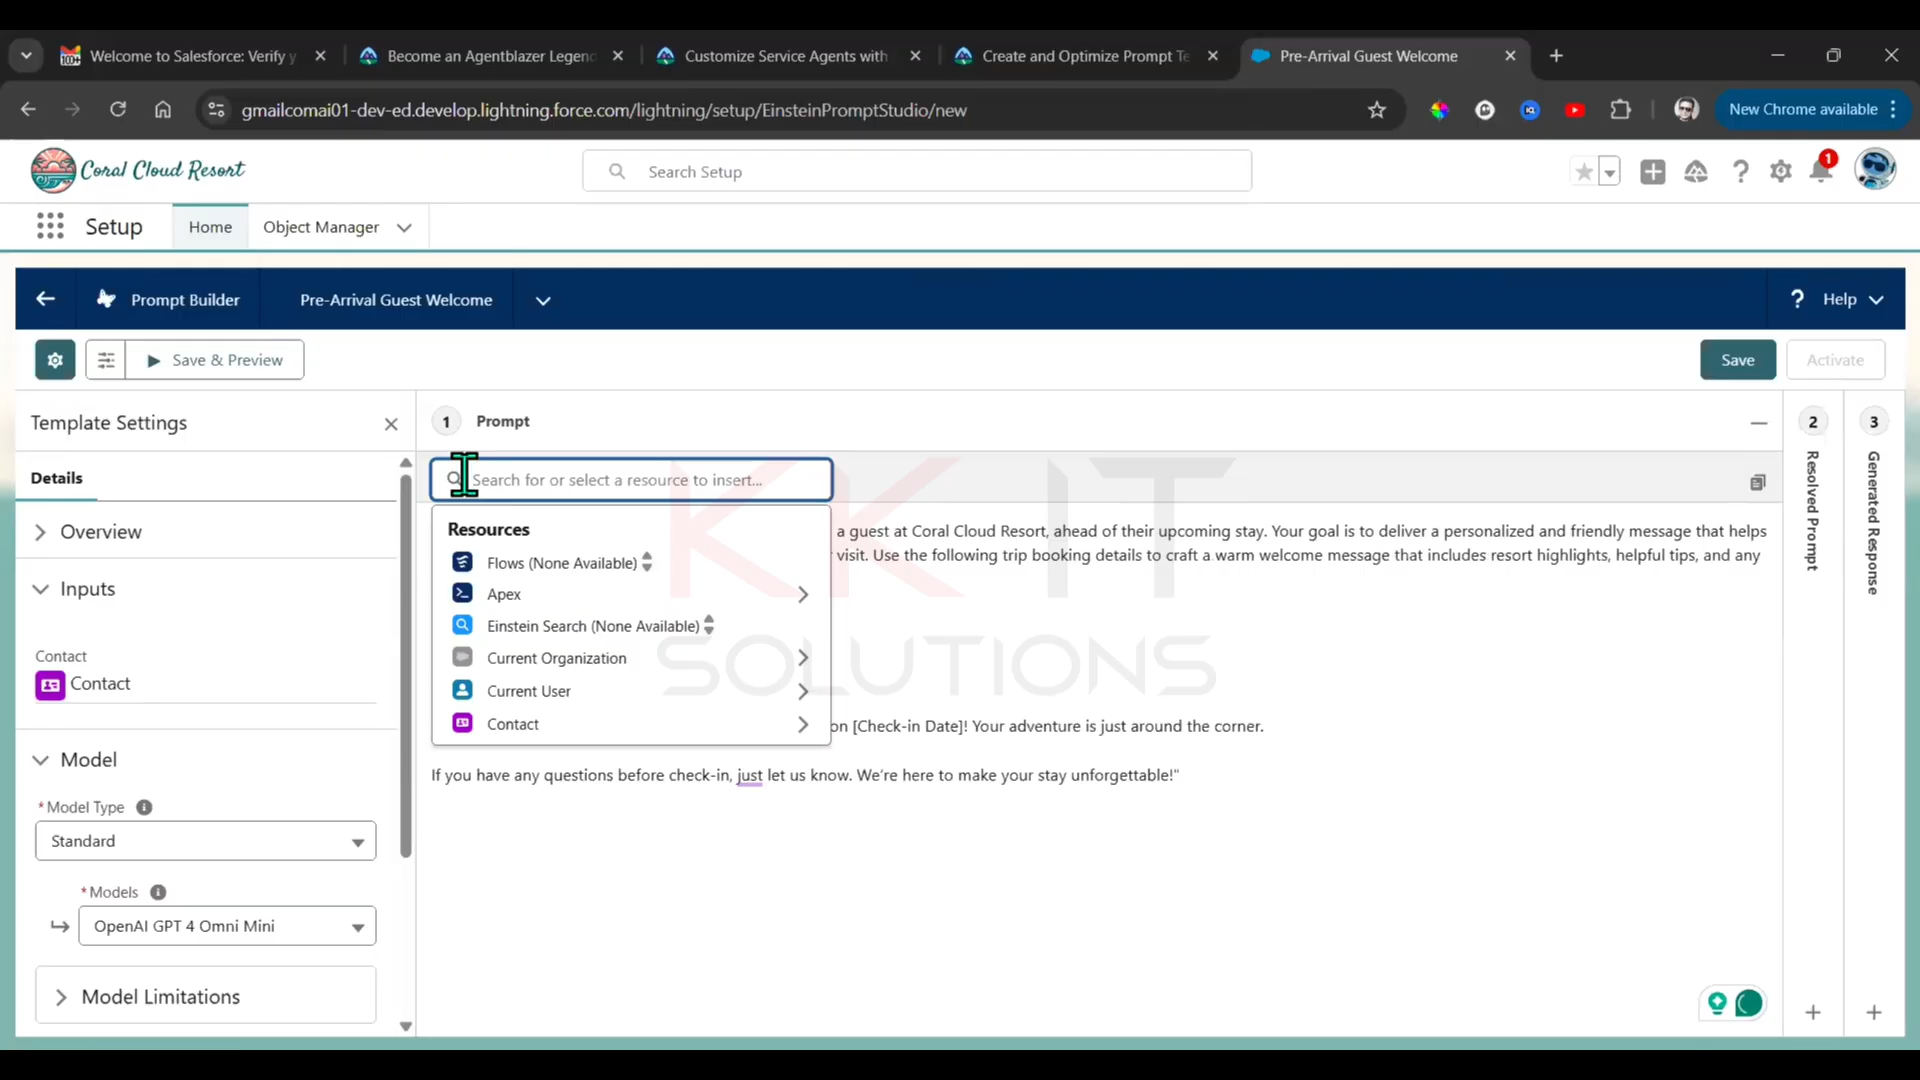 Welcome to Salesforce: Verify y
Become an Agentblazer Legend
Customize Service Agents with
Create and Optimize Prompt Te
Pre-Arrival Guest Welcome
gmailcomai01-dev-ed.develop.lightning.force.com/lightning/setup/EinsteinPromptStudio/new
New Chrome available
Coral Cloud Resort
Search Setup
1
Setup
Home
Object Manager
Prompt Builder
Pre-Arrival Guest Welcome
? Help
Save & Preview
Save
Activate
Template Settings
1 Prompt
2
3
Details
Search for or select a resource to insert...
Resolved Prompt
Generated Response
Overview
Resources
a guest at Coral Cloud Resort, ahead of their upcoming stay. Your goal is to deliver a personalized and friendly message that helps
Flows (None Available)
visit. Use the following trip booking details to craft a warm welcome message that includes resort highlights, helpful tips, and any
Inputs
Apex
Einstein Search (None Available)
KK IT
SOLUTIONS
Contact
Current Organization
Contact
Current User
Contact
on [Check-in Date]! Your adventure is just around the corner.
Model
If you have any questions before check-in, just let us know. We're here to make your stay unforgettable!"
*Model Type
Standard
*Models
OpenAI GPT 4 Omni Mini
Model Limitations